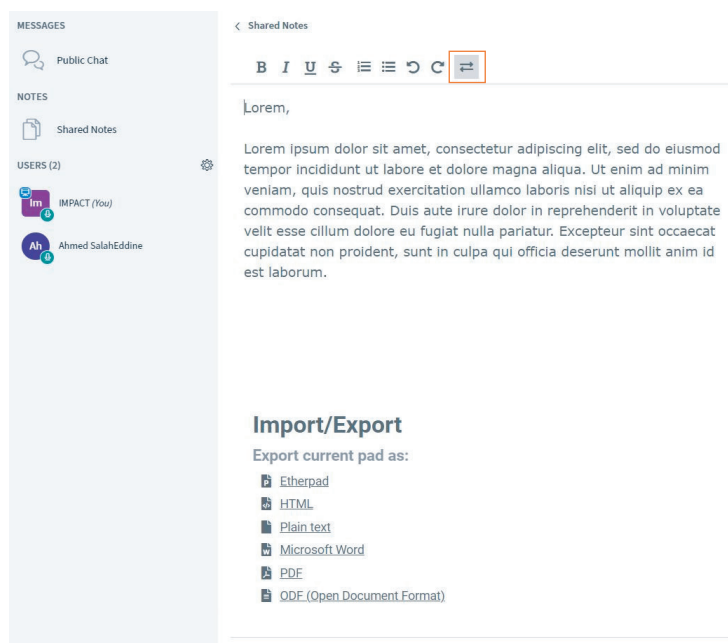 MESSAGES
Public Chat
NOTES
Shared Notes
USERS (2)
Im
IMPACT (You)
Ah
Ahmed SalahEddine
Shared Notes
B I U S
Lorem,
Lorem ipsum dolor sit amet, consectetur adipiscing elit, sed do eiusmod
tempor incididunt ut labore et dolore magna aliqua. Ut enim ad minim
veniam, quis nostrud exercitation ullamco laboris nisi ut aliquip ex ea
commodo consequat. Duis aute irure dolor in reprehenderit in voluptate
velit esse cillum dolore eu fugiat nulla pariatur. Excepteur sint occaecat
cupidatat non proident, sunt in culpa qui officia deserunt mollit anim id
est laborum.
Import/Export
Export current pad as:
Etherpad
HTML
Plain text
Microsoft Word
PDF
ODF (Open Document Format)